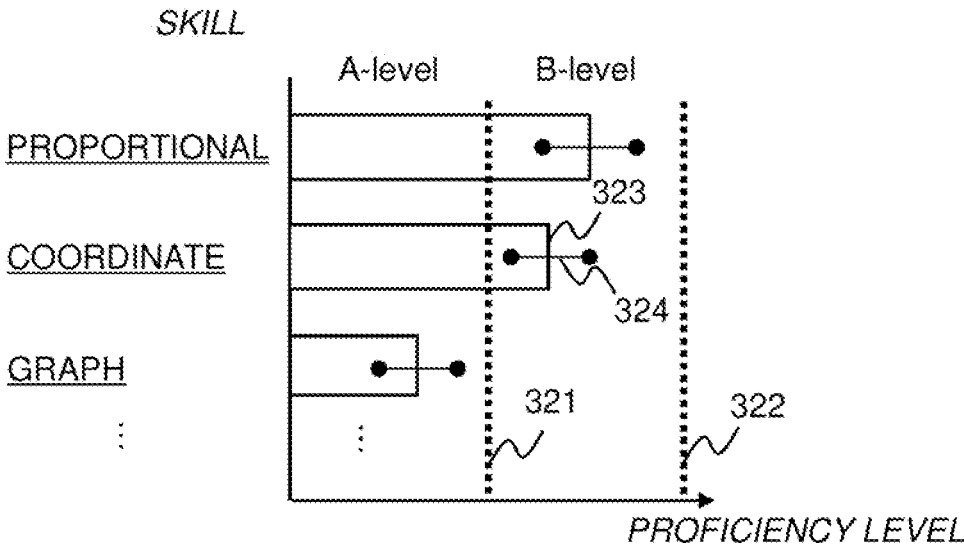 SKILL
A-level B-level
PROPORTIONAL
323
COORDINATE
324
GRAPH
321 322
PROFICIENCY LEVEL